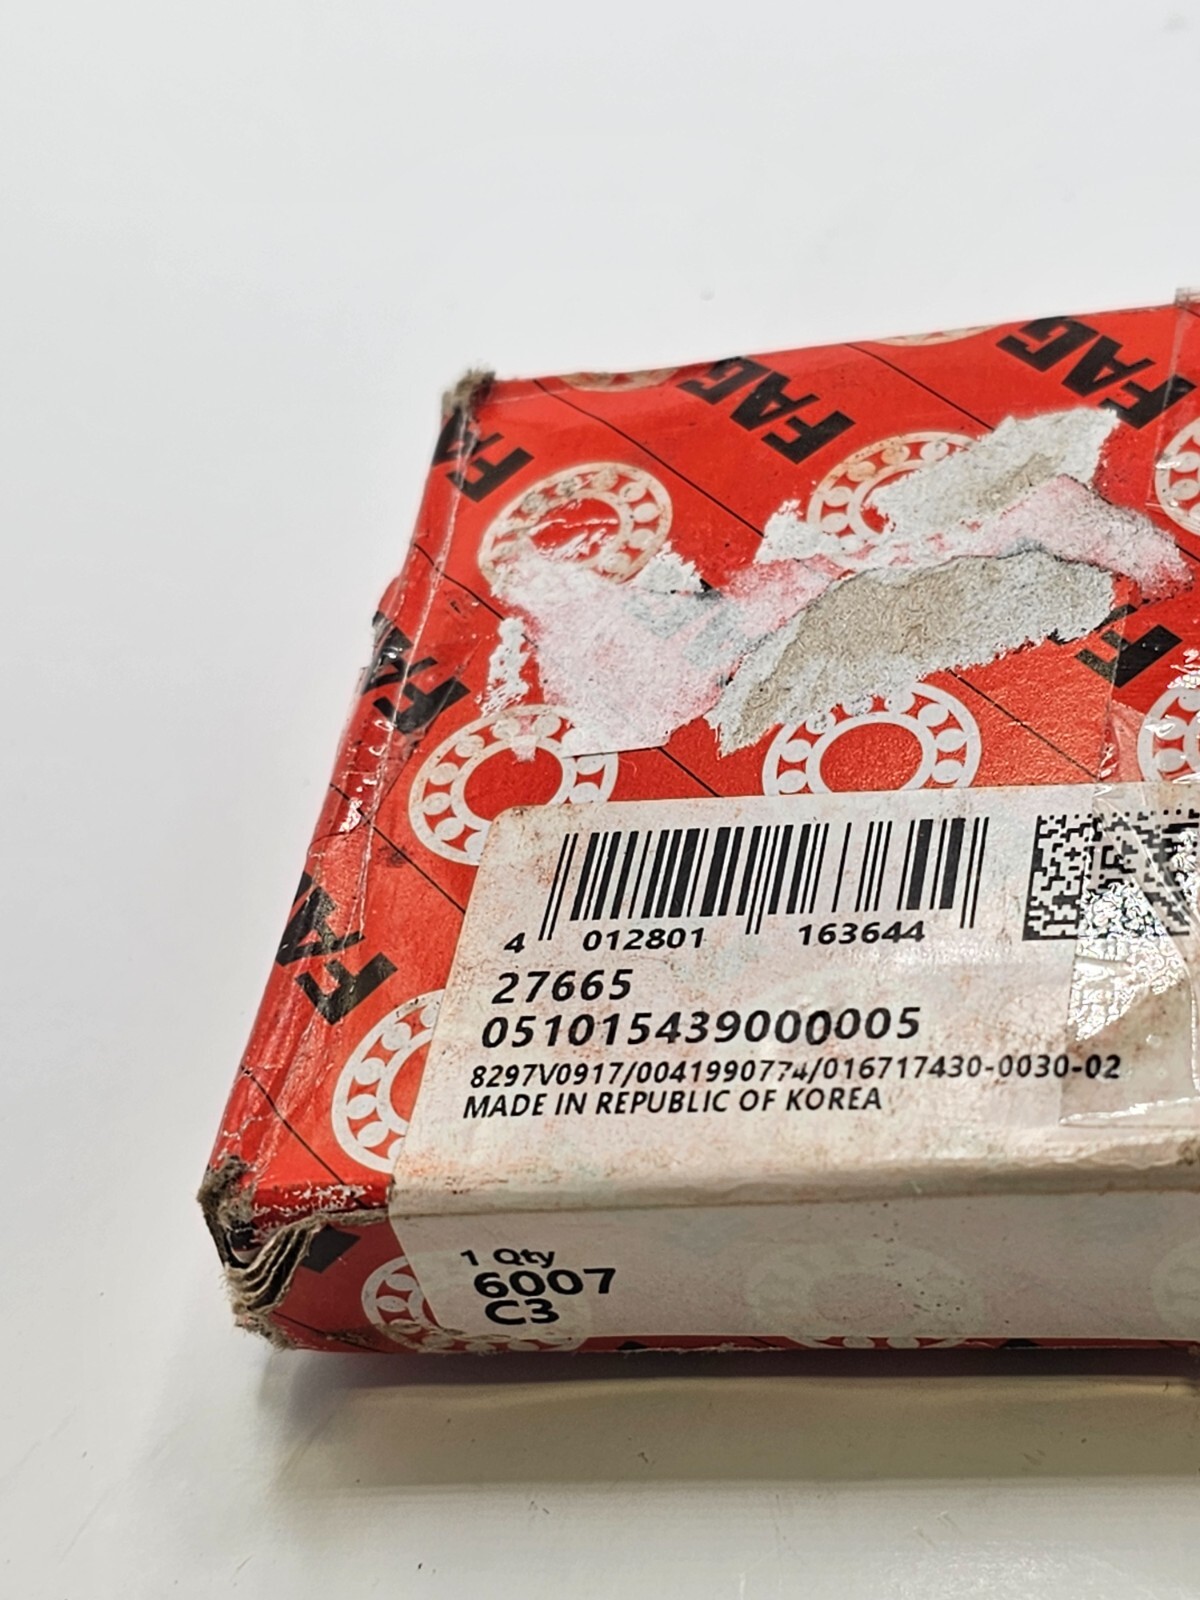 FAG
FAG
FA
FAG
FAG
4 012801 163644
27665
051015439000005
8297V0917/0041990774/016717430-0030-02
MADE IN REPUBLIC OF KOREA
1 Qty
6007
C3